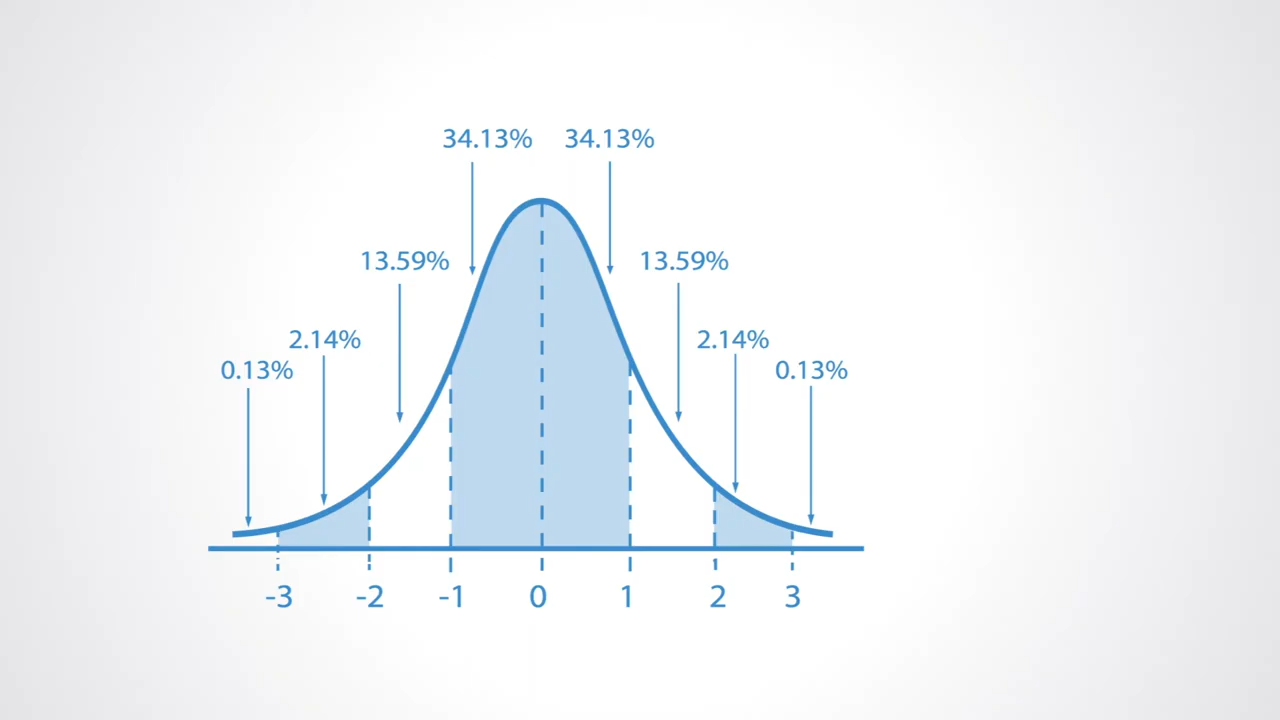 34.13% 34.13%
13.59% 13.59%
2.14% 2.14%
0.13% 0.13%
-3 -2 -1 0 1 2 3